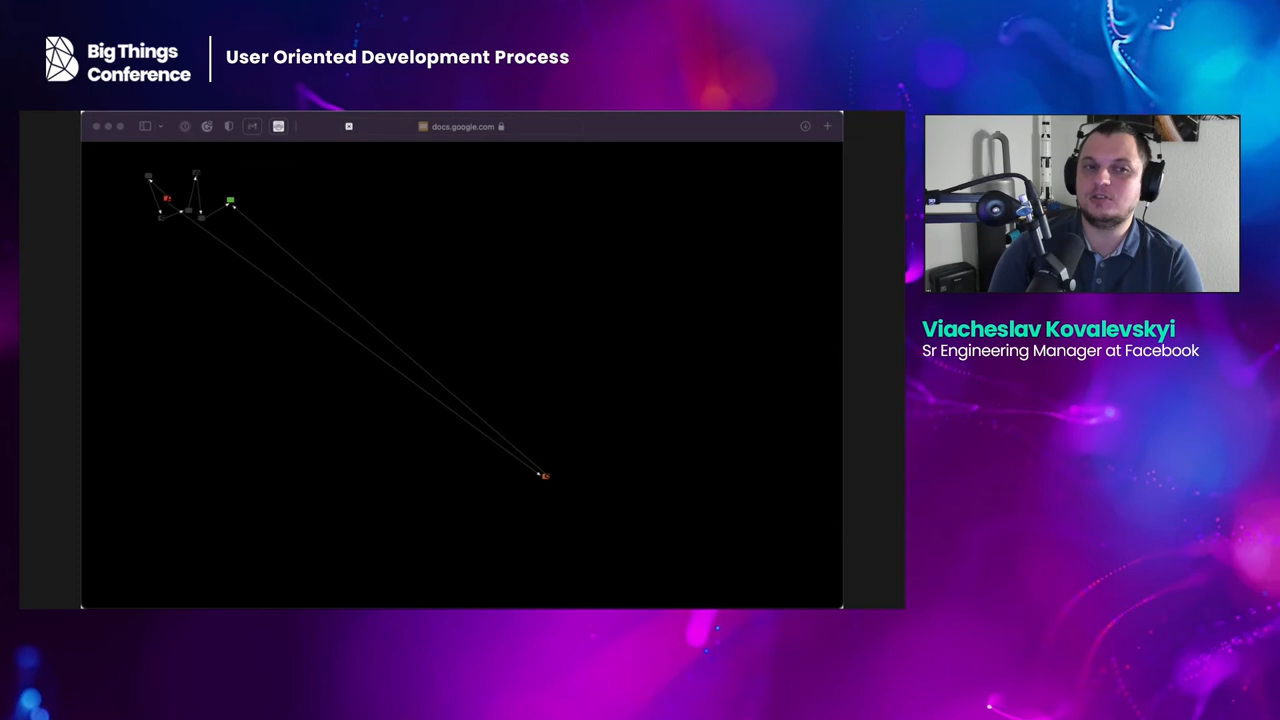 Big Things
Conference
User Oriented Development Process
docs.google.com
Viacheslav Kovalevskyi
Sr Engineering Manager at Facebook